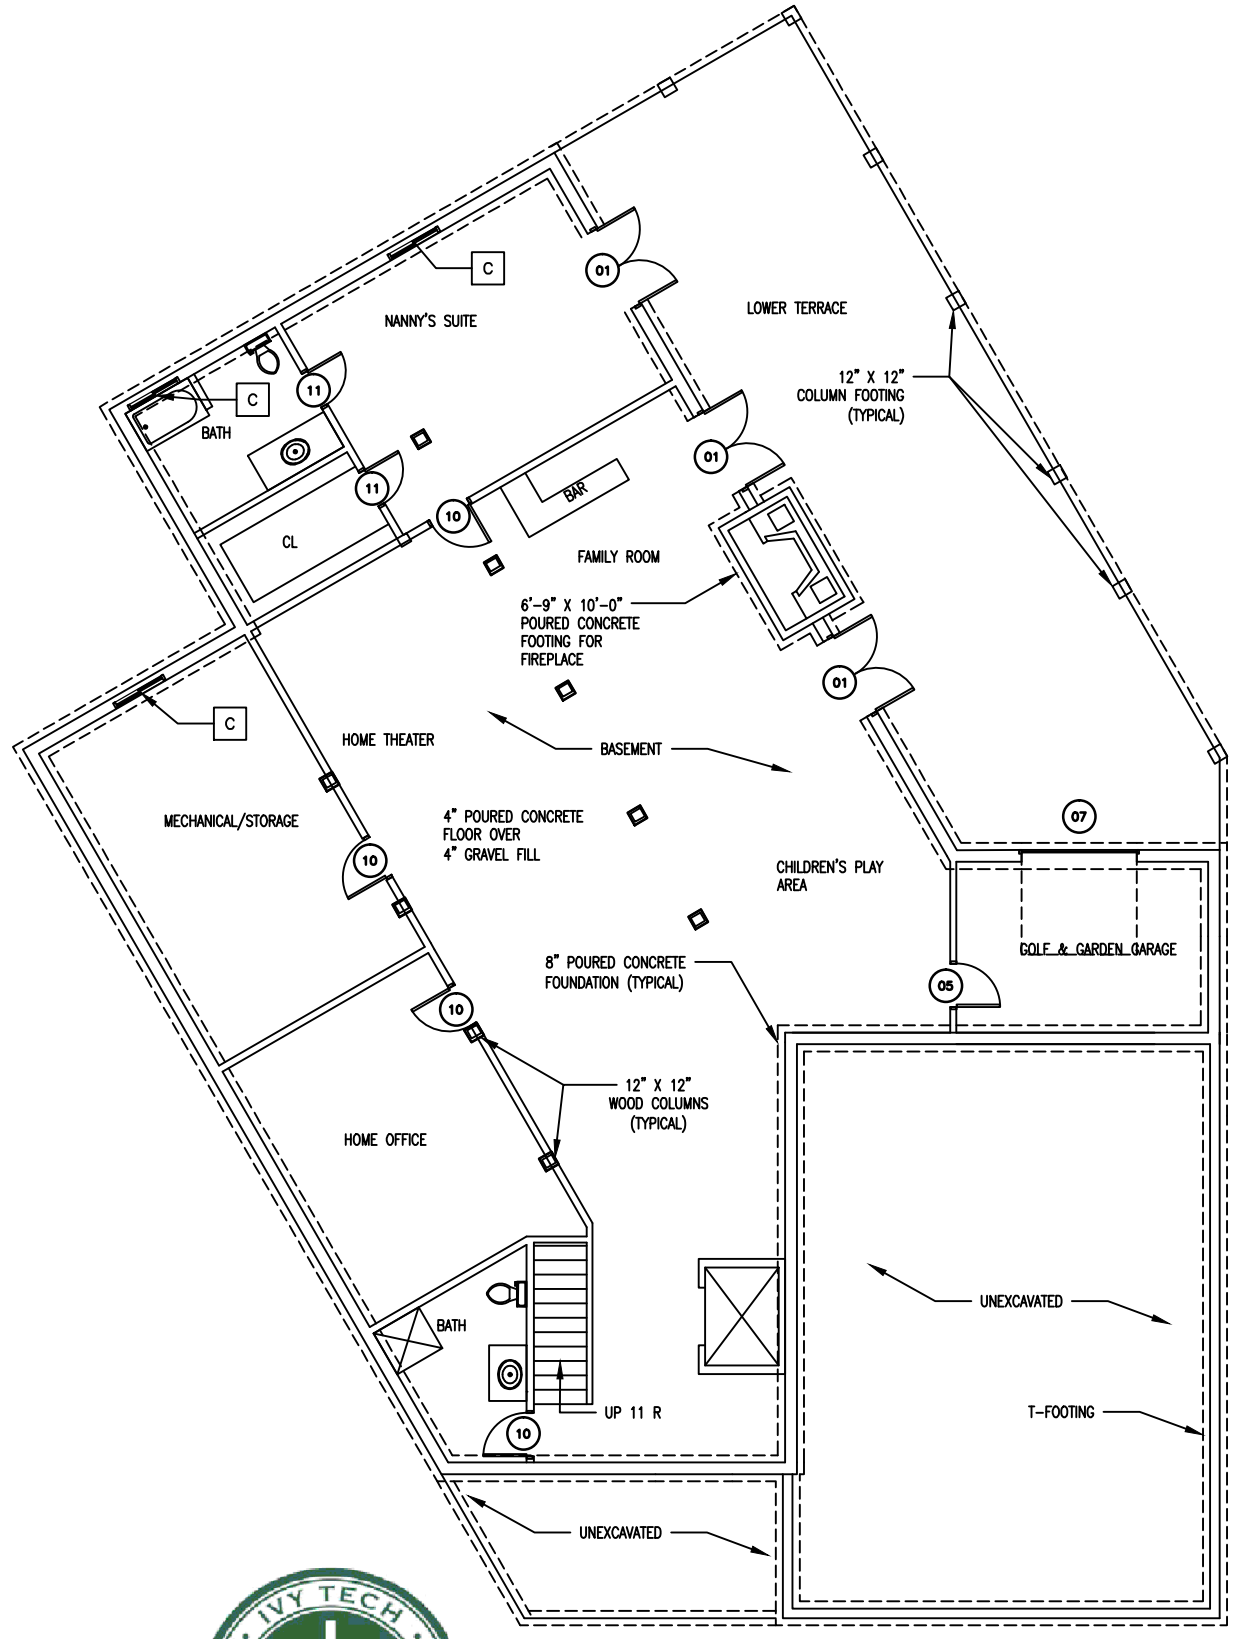 C
01
NANNY'S SUITE
LOWER TERRACE
11
C
BATH
12" X 12"
COLUMN FOOTING
(TYPICAL)
01
11
BAR
10
CL
FAMILY ROOM
6'-9" X 10'-0"
POURED CONCRETE
FOOTING FOR
FIREPLACE
01
C
HOME THEATER
BASEMENT
MECHANICAL/STORAGE
4" POURED CONCRETE
FLOOR OVER
4" GRAVEL FILL
07
10
CHILDREN'S PLAY
AREA
GOLF & GARDEN GARAGE
8" POURED CONCRETE
FOUNDATION (TYPICAL)
05
10
12" X 12"
WOOD COLUMNS
(TYPICAL)
HOME OFFICE
UNEXCAVATED
BATH
UP 11 R
T-FOOTING
10
UNEXCAVATED
IVY TECH